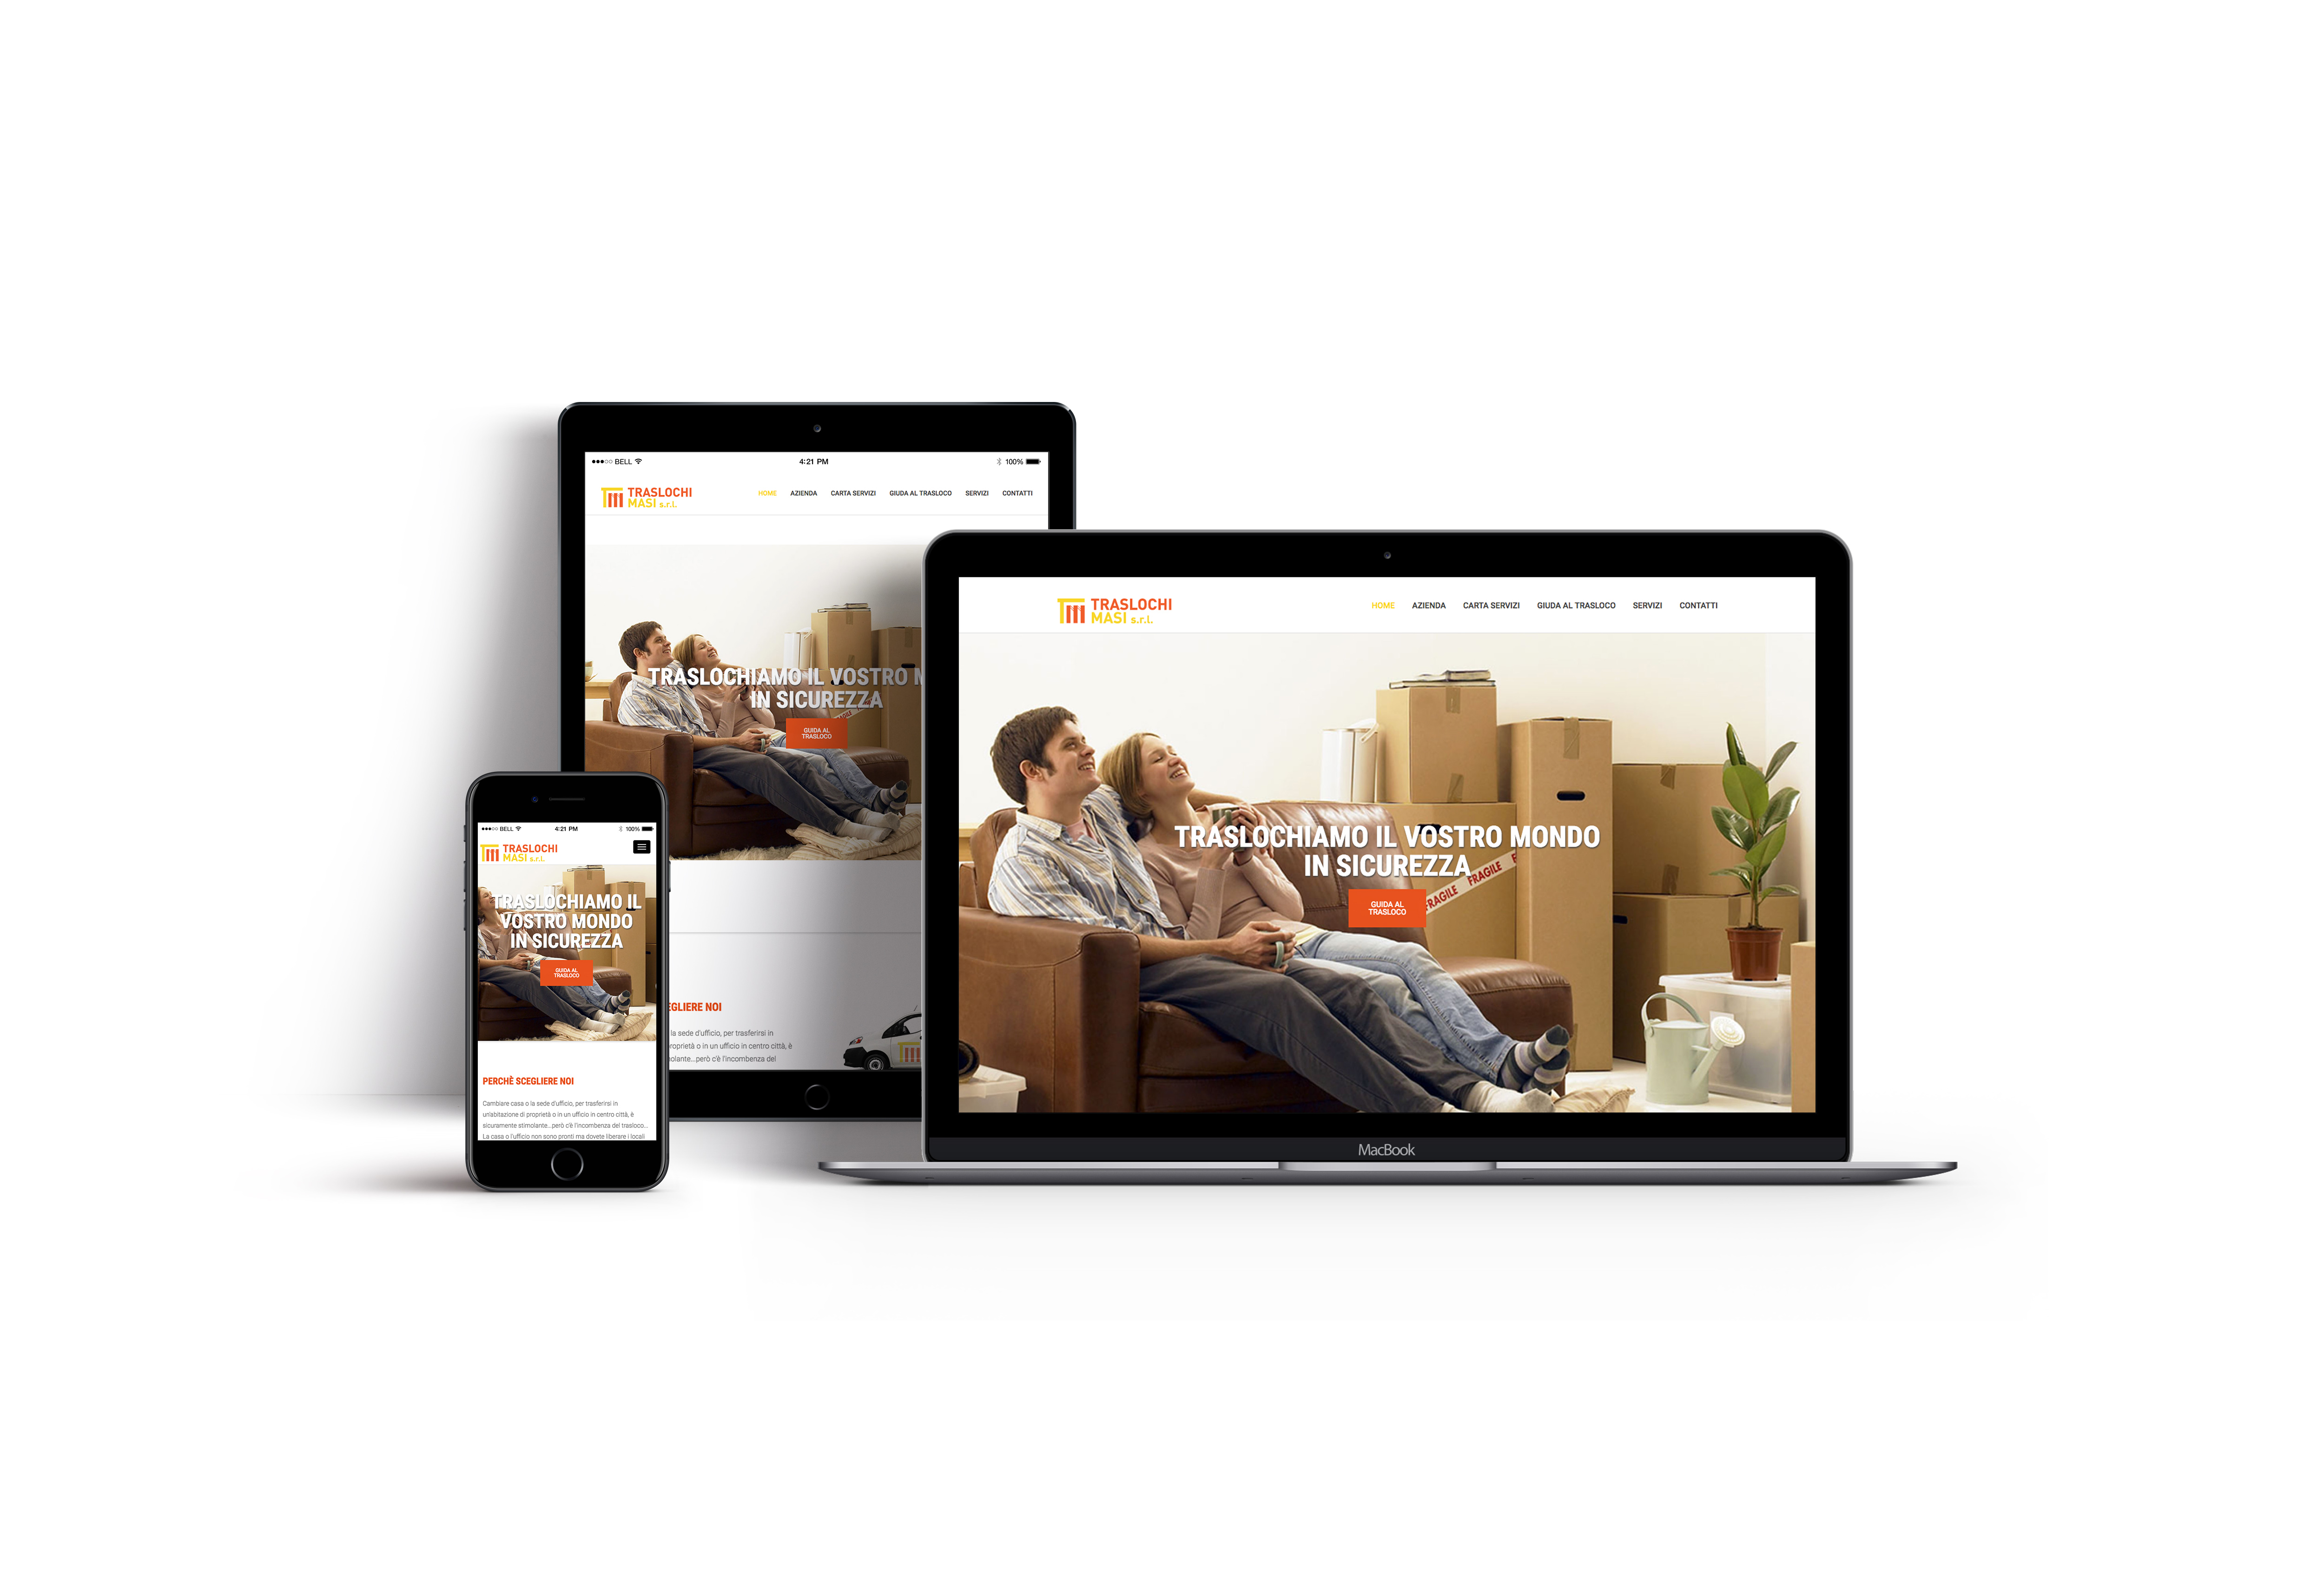 ●●●○○ BELL 4:21 PM 100%
TRASLOCHI
MASI s.r.l.
HOME AZIENDA CARTA SERVIZI GIUDA AL TRASLOCO SERVIZI CONTATTI
TRASLOCHIAMO IL VOSTRO M
IN SICUREZZA
GUIDA AL
TRASLOCO
EGLIERE NOI
la sede d'ufficio, per trasferirsi in
roprietà o in un ufficio in centro città, è
olante...però c'è l'incombenza del
TRASLOCHI
MASI s.r.l.
HOME AZIENDA CARTA SERVIZI GIUDA AL TRASLOCO SERVIZI CONTATTI
TRASLOCHIAMO IL VOSTRO MONDO
IN SICUREZZA
FRAGILE FRAGILE
GUIDA AL
TRASLOCO
MacBook
●●●○○ BELL 4:21 PM 100%
TRASLOCHI
MASI s.r.l.
TRASLOCHIAMO IL
VOSTRO MONDO
IN SICUREZZA
GUIDA AL
TRASLOCO
PERCHÈ SCEGLIERE NOI
Cambiare casa o la sede d'ufficio, per trasferirsi in
un'abitazione di proprietà o in un ufficio in centro città, è
sicuramente stimolante...però c'è l'incombenza del trasloco...
La casa o l'ufficio non sono pronti ma dovete liberare i locali